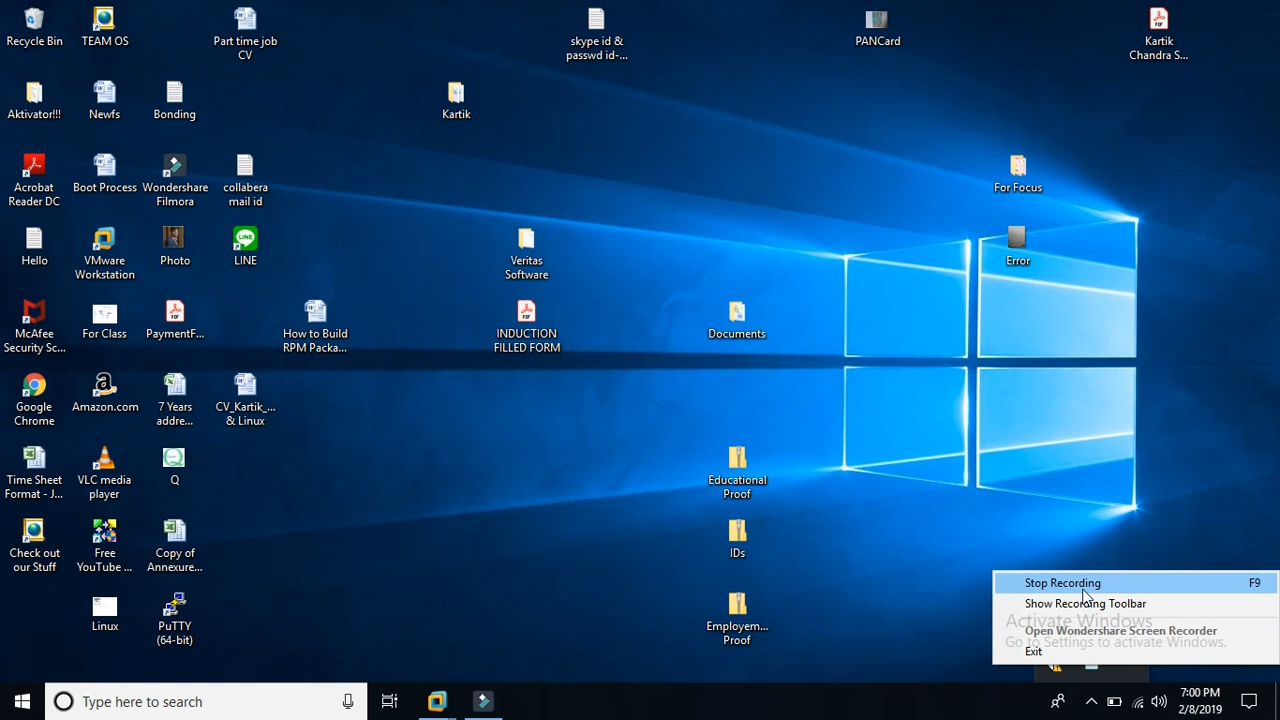 Recycle Bin
TEAM OS
Part time job
CV
skype id &
passwd id-...
PANCard
Kartik
Chandra S...
Aktivator!!!
Newfs
Bonding
Kartik
Acrobat
Reader DC
Boot Process
Wondershare
Filmora
collabera
mail id
For Focus
Hello
VMware
Workstation
Photo
LINE
Veritas
Software
Error
McAfee
Security Sc...
For Class
PaymentF...
How to Build
RPM Packa...
INDUCTION
FILLED FORM
Documents
Google
Chrome
Amazon.com
7 Years
addre...
CV_Kartik_...
& Linux
Time Sheet
Format - J...
VLC media
player
Q
Educational
Proof
Check out
our Stuff
Free
YouTube ...
Copy of
Annexure...
IDs
Linux
PuTTY
(64-bit)
Employem...
Proof
Stop Recording F9
Show Recording Toolbar
Activate Windows
Open Wondershare Screen Recorder
Go to Settings to activate Windows.
Exit
Type here to search
7:00 PM
2/8/2019